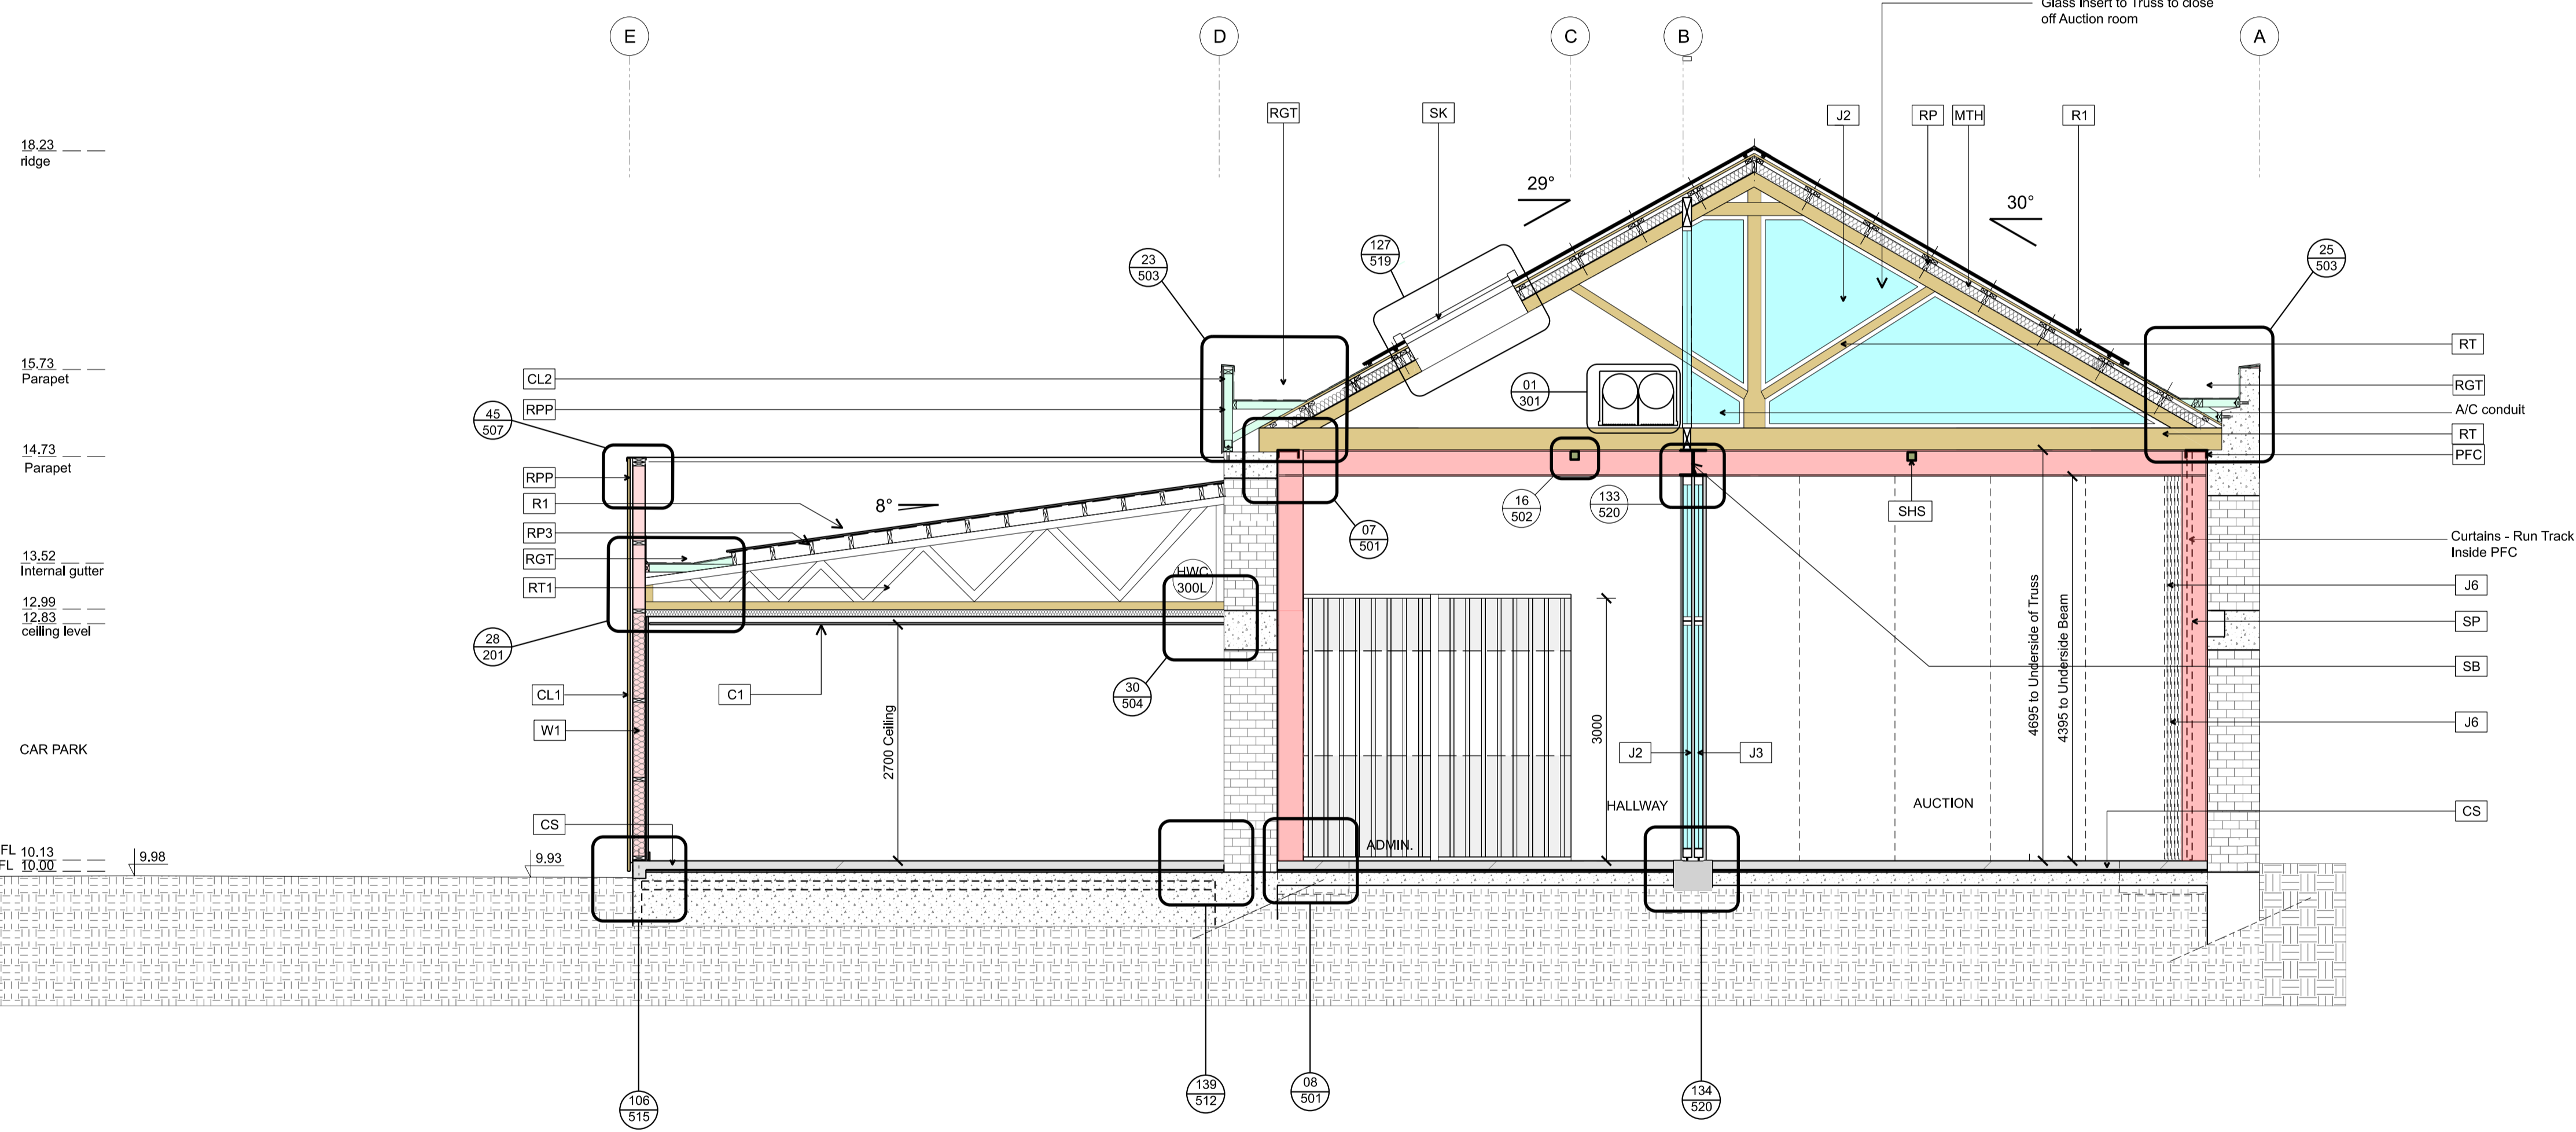 Glass Insert to Truss to close
off Auction room
E
D
C
B
A
RGT
SK
J2
RP
MTH
R1
18.23
ridge
29°
30°
127
519
23
503
25
503
15.73
Parapet
CL2
RPP
45
507
01
301
RT
RGT
A/C conduit
RT
PFC
14.73
Parapet
RPP
R1
8°
16
502
133
520
SHS
RP3
07
501
Curtains - Run Track
Inside PFC
13.52
Internal gutter
RGT
RT1
HWC
300L
J6
12.99
12.83
ceiling level
28
201
SP
4695 to Underside of Truss
4395 to Underside Beam
SB
CL1
C1
30
504
3000
2700 Ceiling
J6
W1
CAR PARK
J2
J3
HALLWAY
AUCTION
CS
CS
ADMIN.
FL 10.13
FL 10.00
9.98
9.93
106
515
139
512
08
501
134
520